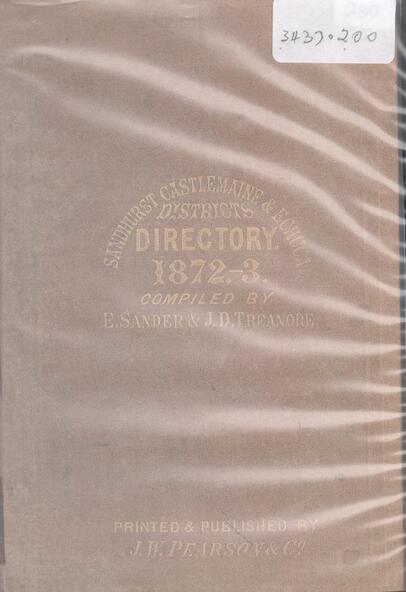 3437.200
SANDHURST CASTLEMAINE & ECHUCA
DISTRICTS
DIRECTORY.
1872-3.
COMPILED BY
E. SANDER & J. D. TREANORE
PRINTED & PUBLISHED BY
J. W. PEARSON & Co